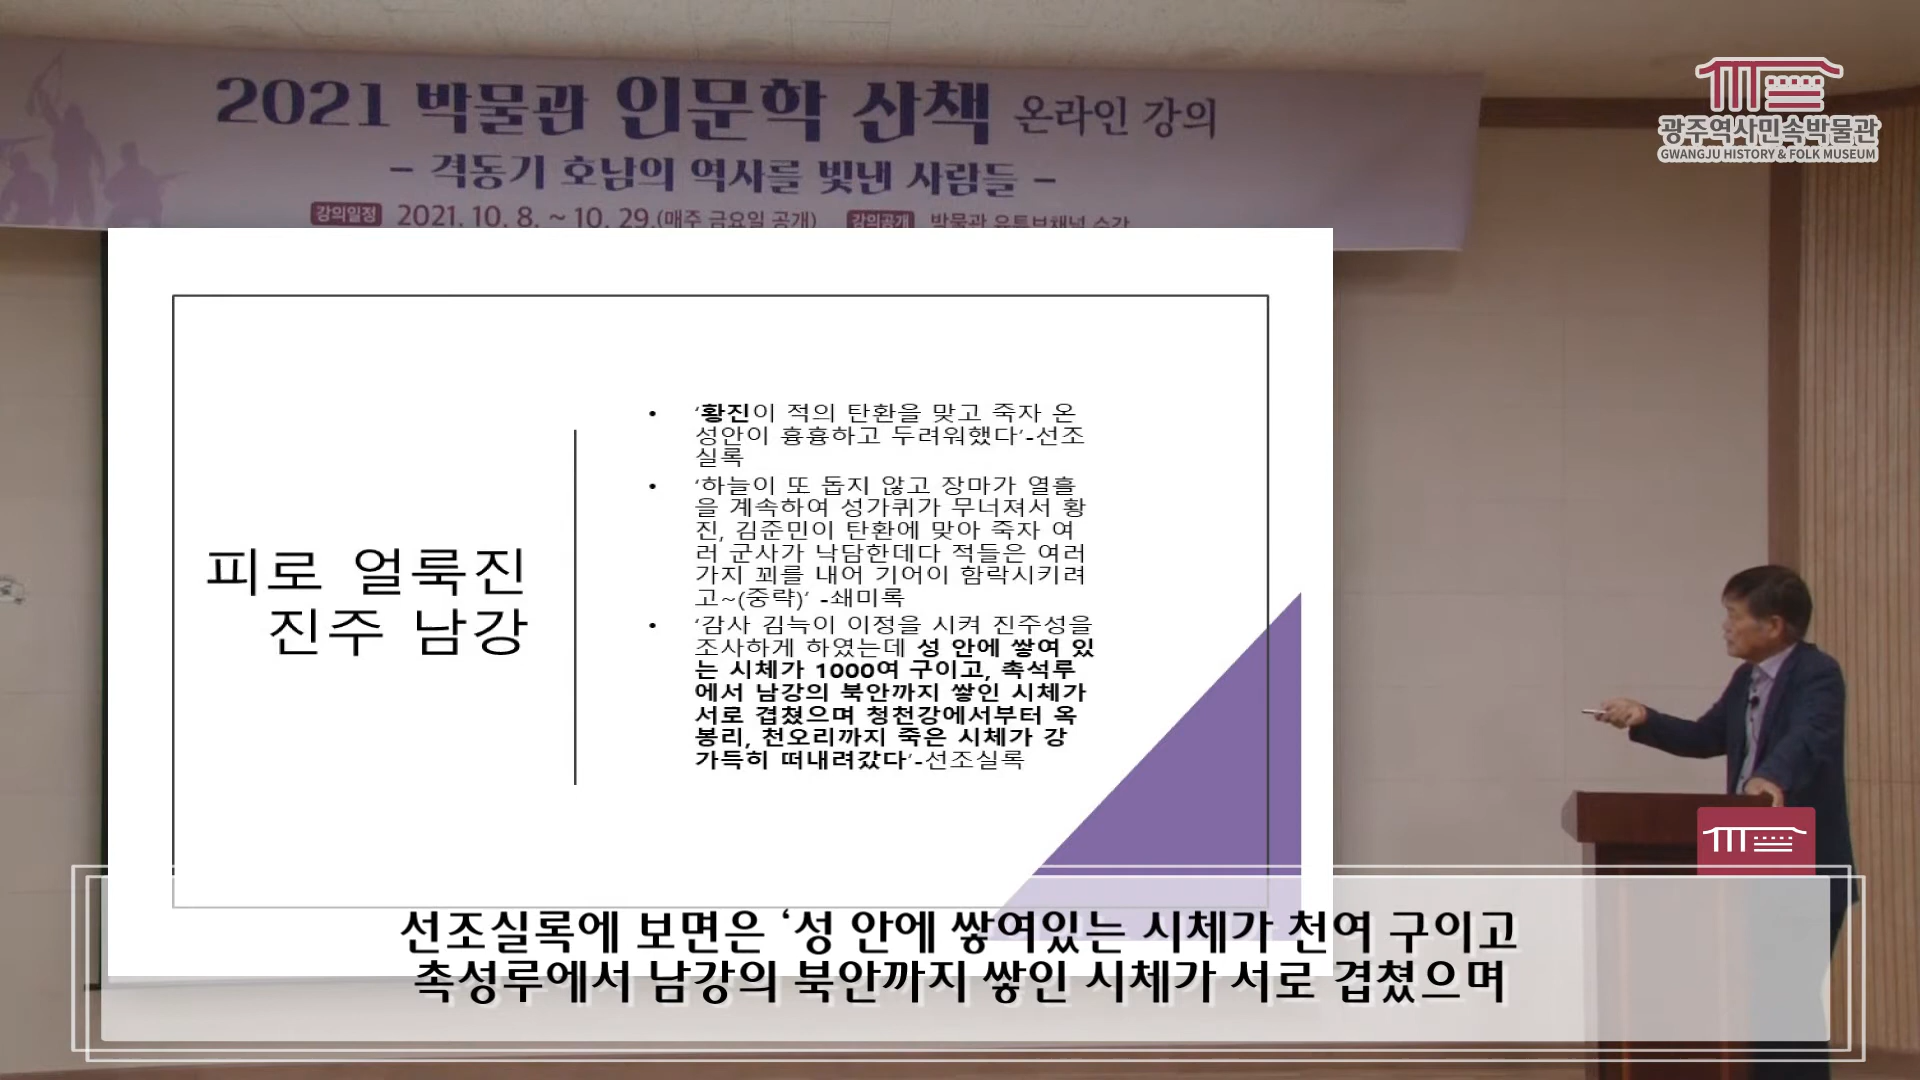 2021 박물관 인문학 산책 온라인 강의
- 격동기 호남의 역사를 빛낸 사람들 -
강의일정 2021. 10. 8. ~ 10. 29.(매주 금요일 공개) 강의공개 박물관 유튜브채널 수강
광주역사민속박물관
GWANGJU HISTORY & FOLK MUSEUM
피로 얼룩진
진주 남강
• ‘황진이 적의 탄환을 맞고 죽자 온
성안이 흉흉하고 두려워했다’-선조
실록
• ‘하늘이 또 돕지 않고 장마가 열흘
을 계속하여 성가퀴가 무너져서 황
진, 김준민이 탄환에 맞아 죽자 여
러 군사가 낙담한데다 적들은 여러
가지 꾀를 내어 기어이 함락시키려
고~(중략)’ -쇄미록
• ‘감사 김늑이 이정을 시켜 진주성을
조사하게 하였는데 성 안에 쌓여 있
는 시체가 1000여 구이고, 촉석루
에서 남강의 북안까지 쌓인 시체가
서로 겹쳤으며 청천강에서부터 옥
봉리, 천오리까지 죽은 시체가 강
가득히 떠내려갔다’-선조실록
선조실록에 보면은 ‘성 안에 쌓여있는 시체가 천여 구이고
촉성루에서 남강의 북안까지 쌓인 시체가 서로 겹쳤으며